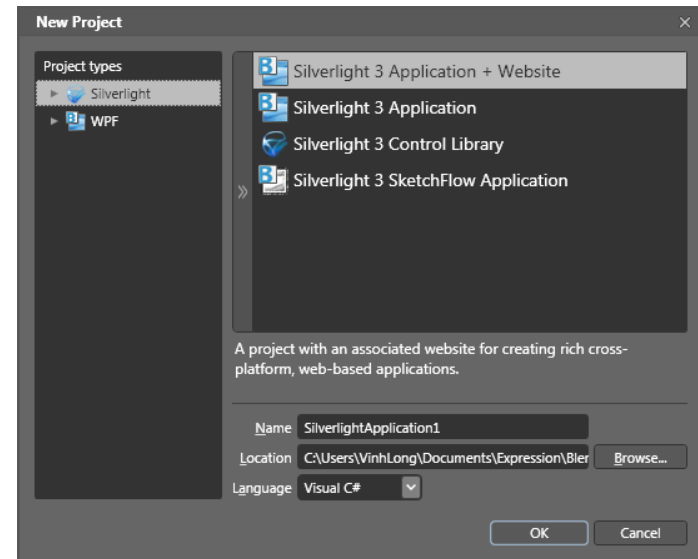 New Project
Project types
Silverlight
WPF
Silverlight 3 Application + Website
Silverlight 3 Application
Silverlight 3 Control Library
Silverlight 3 SketchFlow Application
A project with an associated website for creating rich cross-
platform, web-based applications.
Name SilverlightApplication1
Location C:\Users\VinhLong\Documents\Expression\Bler Browse...
Language Visual C#
OK Cancel